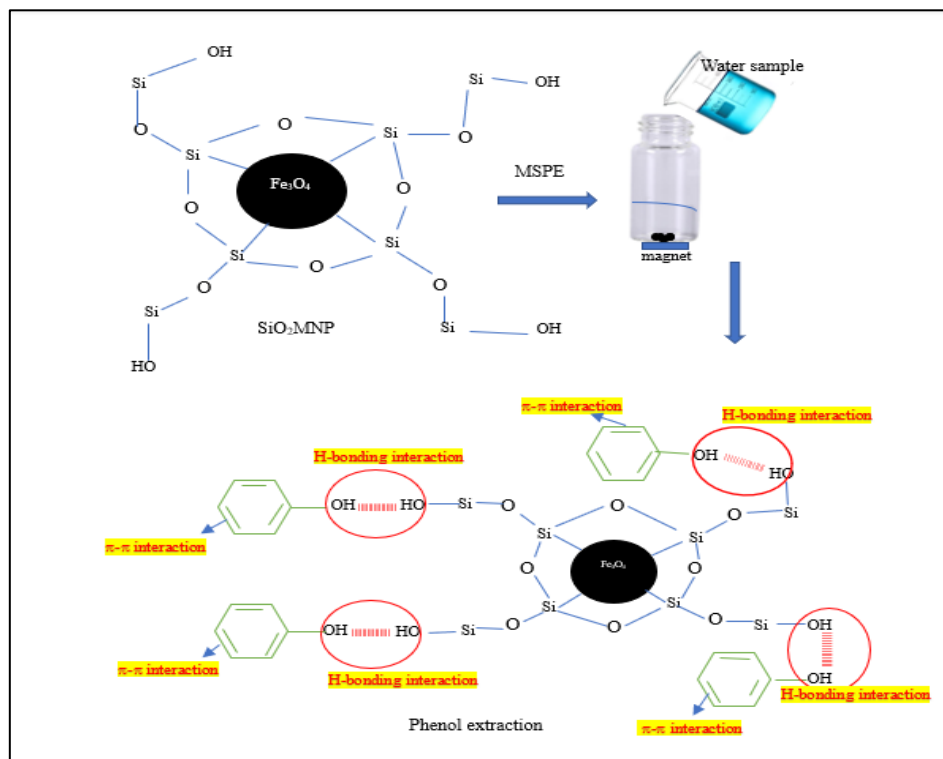 OH
Si
Si
OH
Water sample
O
O
Si
Si
O
MSPE
Fe₃O₄
O
O
Si
Si
O
O
magnet
Si
O
Si
OH
SiO₂MNP
HO
π-π interaction
H-bonding interaction
H-bonding interaction
OH
HO
OH
HO
Si
O
O
O
Si
Si
Si
π-π interaction
O
Fe₃O₄
O
Si
Si
OH
HO
Si
O
O
O
Si
OH
π-π interaction
H-bonding interaction
OH
H-bonding interaction
Phenol extraction
π-π interaction